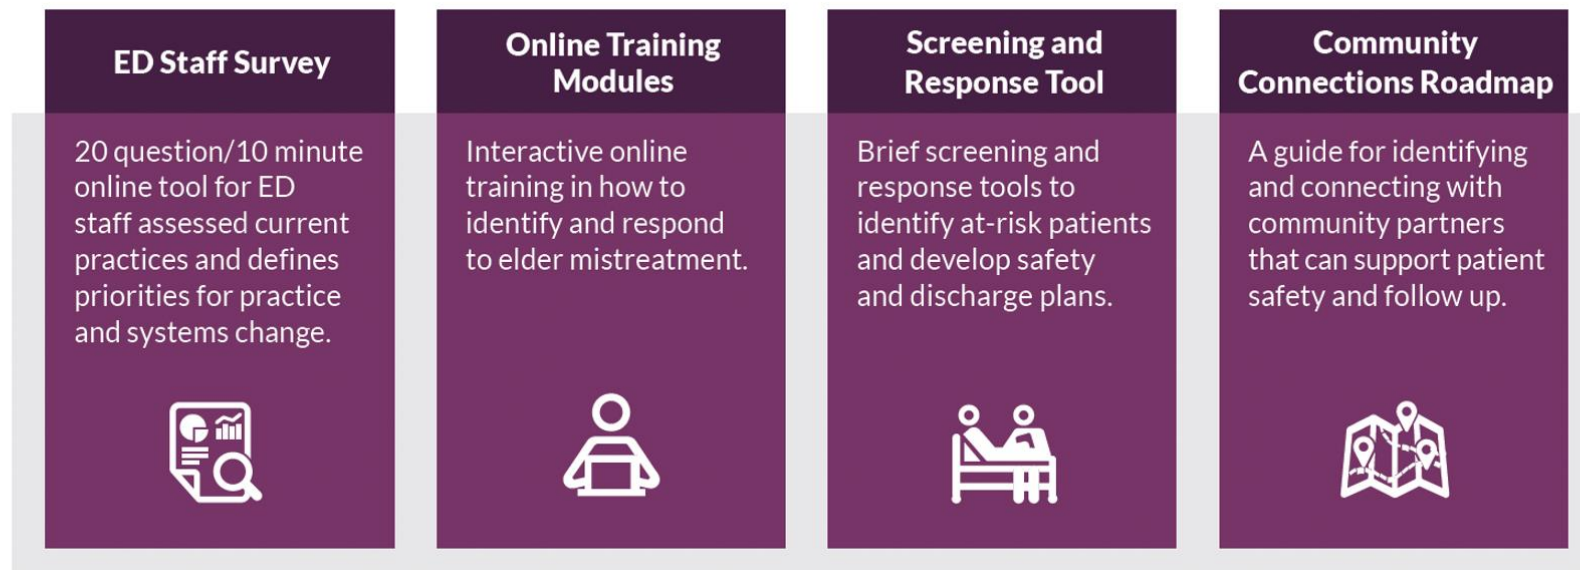 ED Staff Survey
20 question/10 minute
online tool for ED
staff assessed current
practices and defines
priorities for practice
and systems change.
Online Training
Modules
Interactive online
training in how to
identify and respond
to elder mistreatment.
Screening and
Response Tool
Brief screening and
response tools to
identify at-risk patients
and develop safety
and discharge plans.
Community
Connections Roadmap
A guide for identifying
and connecting with
community partners
that can support patient
safety and follow up.